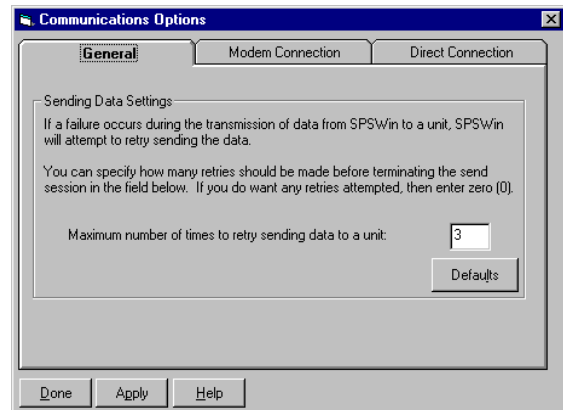 Communications Options
General Modem Connection Direct Connection
Sending Data Settings
If a failure occurs during the transmission of data from SPSWin to a unit, SPSWin
will attempt to retry sending the data.
You can specify how many retries should be made before terminating the send
session in the field below. If you do want any retries attempted, then enter zero (0).
Maximum number of times to retry sending data to a unit: 3
Defaults
Done Apply Help